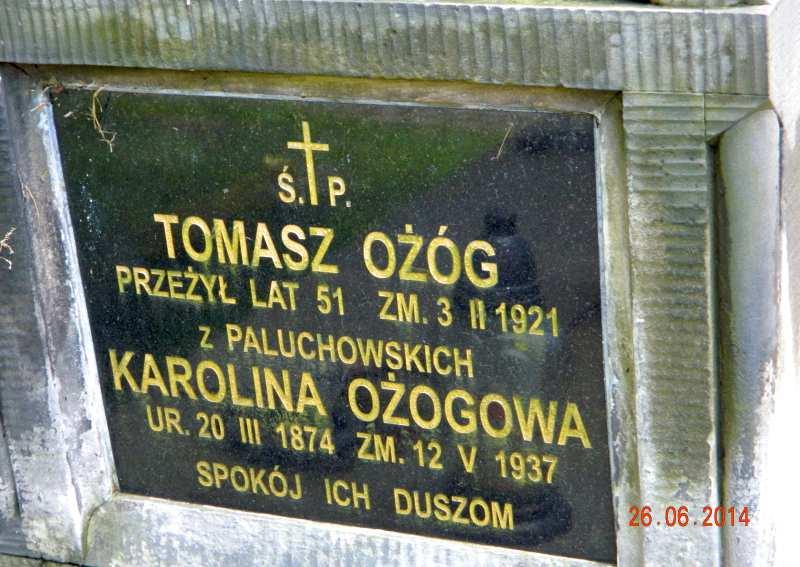 Ś. P.
TOMASZ OŻÓG
PRZEŻYŁ LAT 51 ZM. 3 II 1921
Z PALUCHOWSKICH
KAROLINA OŻOGOWA
UR. 20 III 1874 ZM. 12 V 1937
SPOKÓJ ICH DUSZOM
26.06.2014